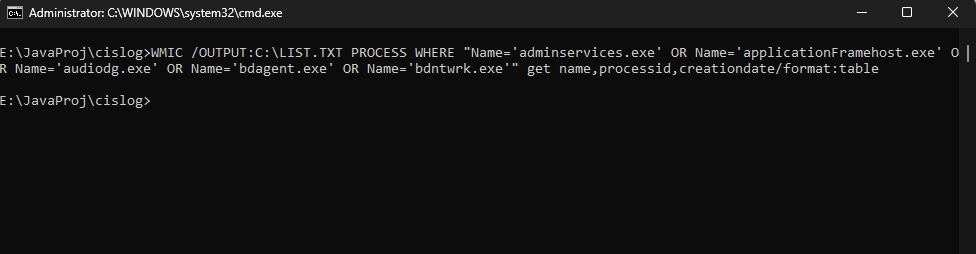 Administrator: C:\WINDOWS\system32\cmd.exe
E:\JavaProj\cislog>WMIC /OUTPUT:C:\LIST.TXT PROCESS WHERE "Name='adminservices.exe' OR Name='applicationFramehost.exe' O
R Name='audiodg.exe' OR Name='bdagent.exe' OR Name='bdntwrk.exe'" get name,processid,creationdate/format:table
E:\JavaProj\cislog>